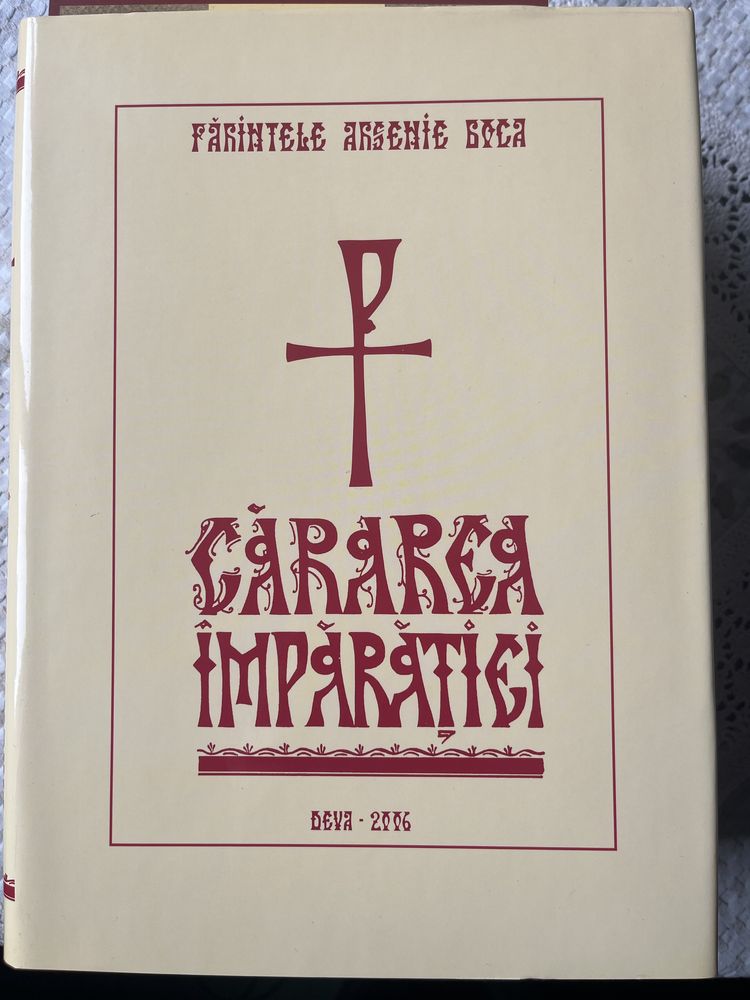 PĂRINTELE ARSENIE BOCA
CĂRAREA
ÎMPĂRĂȚIEI
DEVA - 2006